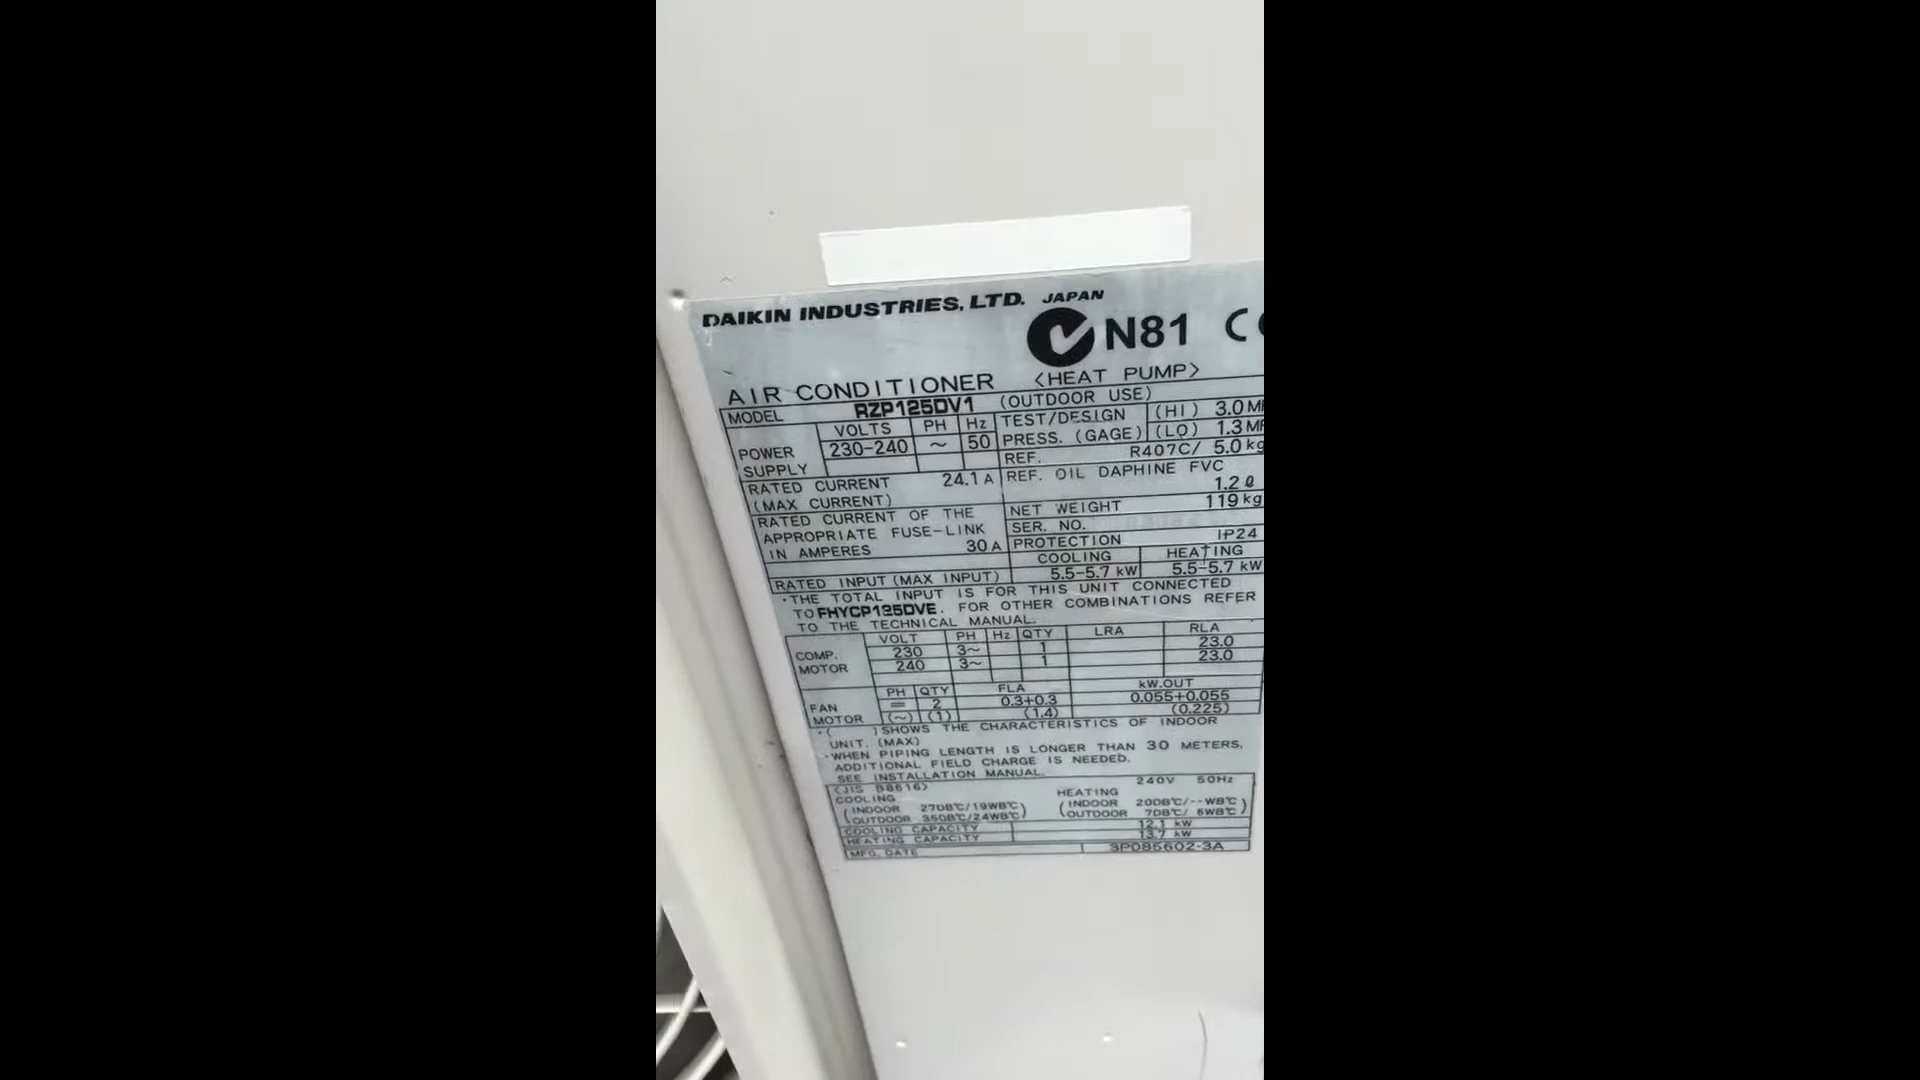 DAIKIN INDUSTRIES, LTD. JAPAN
N81 C
AIR CONDITIONER <HEAT PUMP>
MODEL RZP125DV1 (OUTDOOR USE)
POWER SUPPLY VOLTS PH Hz
230-240 ~ 50
TEST/DESIGN PRESS. (GAGE) (HI) 3.0 M
(LO) 1.3 M
REF. R407C/ 5.0 kg
RATED CURRENT (MAX CURRENT) 24.1 A
REF. OIL DAPHINE FVC
1.2 ℓ
RATED CURRENT OF THE
APPROPRIATE FUSE-LINK
IN AMPERES 30 A
NET WEIGHT 119 kg
SER. NO.
PROTECTION IP24
COOLING HEATING
RATED INPUT (MAX INPUT) 5.5-5.7 kW 5.5-5.7 kW
·THE TOTAL INPUT IS FOR THIS UNIT CONNECTED
TO FHYCP125DVE. FOR OTHER COMBINATIONS REFER
TO THE TECHNICAL MANUAL.
COMP. MOTOR VOLT PH Hz QTY LRA RLA
230 3~ 1 23.0
240 3~ 1 23.0
FAN MOTOR PH QTY FLA kW.OUT
= 2 0.3+0.3 0.055+0.055
(~) (1) (1.4) (0.225)
·( ) SHOWS THE CHARACTERISTICS OF INDOOR
UNIT. (MAX)
·WHEN PIPING LENGTH IS LONGER THAN 30 METERS,
ADDITIONAL FIELD CHARGE IS NEEDED.
SEE INSTALLATION MANUAL.
<JIS B8616> 240V 50Hz
COOLING HEATING
(INDOOR 27DB℃/19WB℃) (INDOOR 20DB℃/--WB℃)
(OUTDOOR 35DB℃/24WB℃) (OUTDOOR 7DB℃/ 6WB℃)
COOLING CAPACITY 12.1 kW
HEATING CAPACITY 13.7 kW
MFG. DATE 3P085602-3A